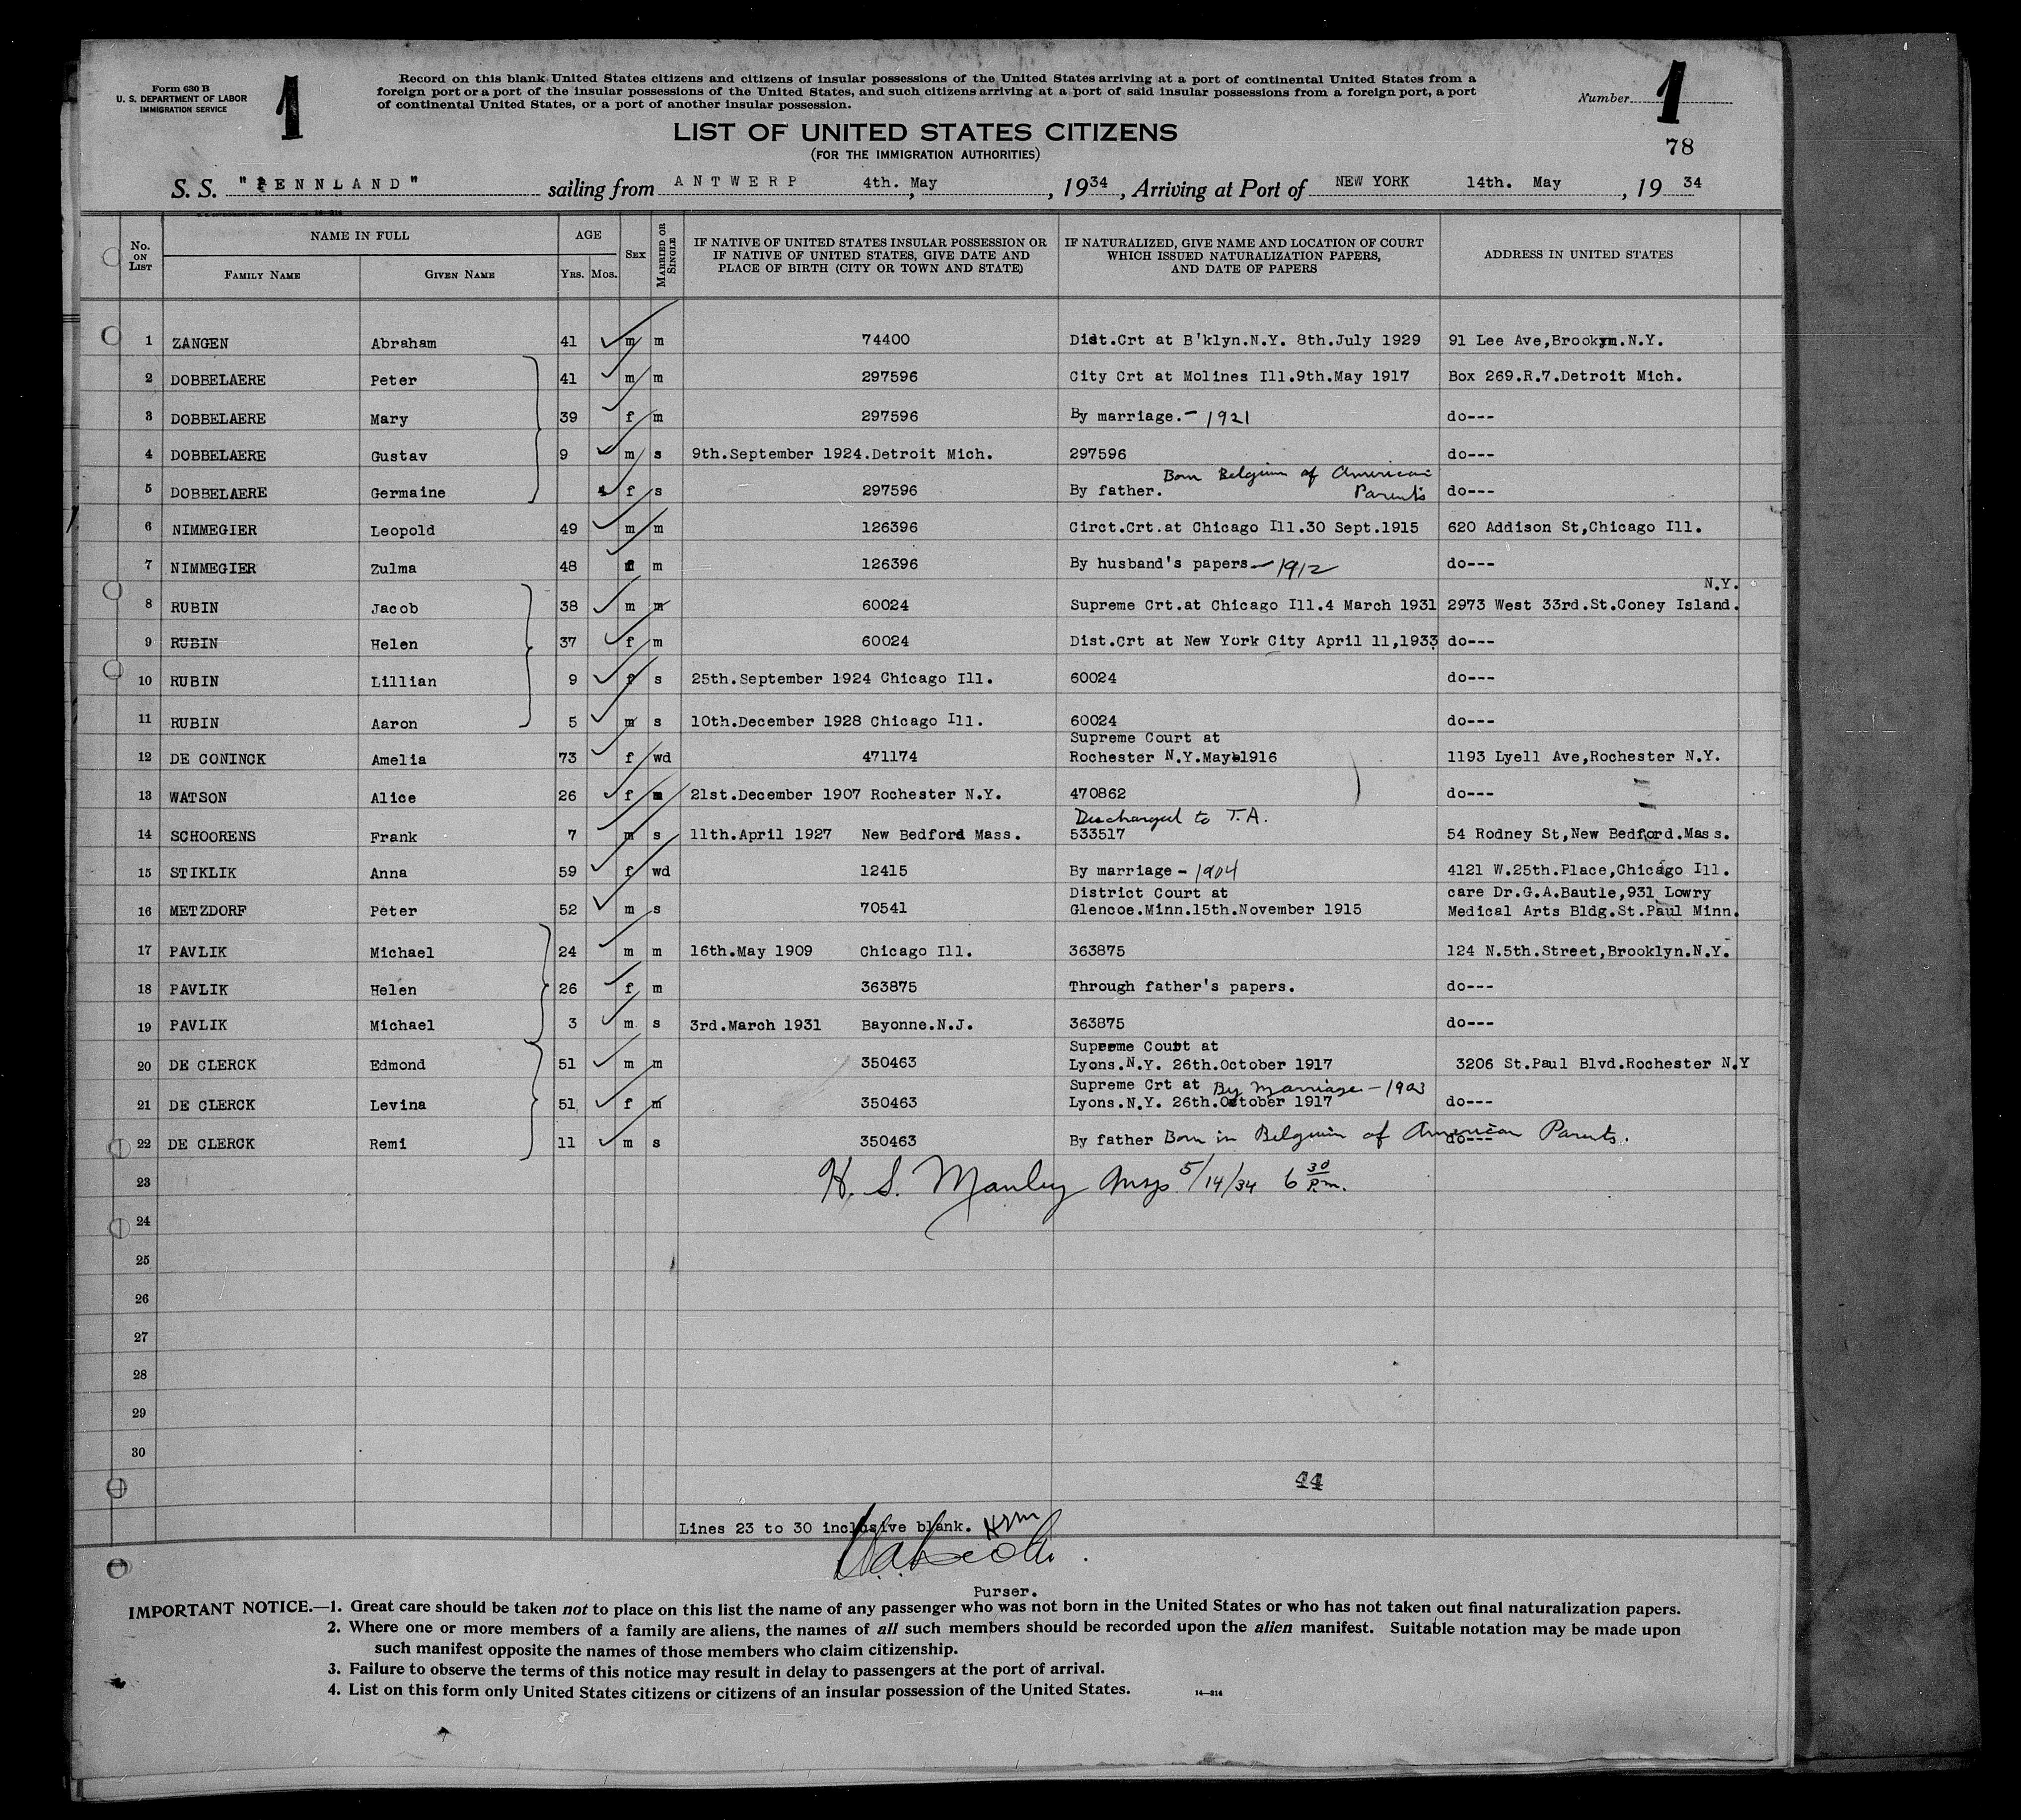 Form 630 B
U. S. DEPARTMENT OF LABOR
IMMIGRATION SERVICE
1
Record on this blank United States citizens and citizens of insular possessions of the United States arriving at a port of continental United States from a
foreign port or a port of the insular possessions of the United States, and such citizens arriving at a port of said insular possessions from a foreign port, a port
of continental United States, or a port of another insular possession.
Number 1
78
LIST OF UNITED STATES CITIZENS
(FOR THE IMMIGRATION AUTHORITIES)
S. S. "PENNLAND" sailing from ANTWERP 4th. May, 1934, Arriving at Port of NEW YORK 14th. May, 1934
No. ON LIST NAME IN FULL AGE SEX MARRIED OR SINGLE IF NATIVE OF UNITED STATES INSULAR POSSESSION OR IF NATIVE OF UNITED STATES, GIVE DATE AND PLACE OF BIRTH (CITY OR TOWN AND STATE) IF NATURALIZED, GIVE NAME AND LOCATION OF COURT WHICH ISSUED NATURALIZATION PAPERS, AND DATE OF PAPERS ADDRESS IN UNITED STATES
FAMILY NAME GIVEN NAME YRS. MOS.
1 ZANGEN Abraham 41 m m 74400 Dist.Crt at B'klyn.N.Y. 8th.July 1929 91 Lee Ave,Brookyn.N.Y.
2 DOBBELAERE Peter 41 m m 297596 City Crt at Molines Ill.9th.May 1917 Box 269.R.7.Detroit Mich.
3 DOBBELAERE Mary 39 f m 297596 By marriage. - 1921 do---
4 DOBBELAERE Gustav 9 m s 9th.September 1924.Detroit Mich. 297596 do---
5 DOBBELAERE Germaine 4 f s 297596 By father. Born Belgium of American Parents do---
6 NIMMEGIER Leopold 49 m m 126396 Circt.Crt.at Chicago Ill.30 Sept.1915 620 Addison St,Chicago Ill.
7 NIMMEGIER Zulma 48 f m 126396 By husband's papers - 1912 do---
N.Y.
8 RUBIN Jacob 38 m m 60024 Supreme Crt.at Chicago Ill.4 March 1931 2973 West 33rd.St.Coney Island.
9 RUBIN Helen 37 f m 60024 Dist.Crt at New York City April 11,1933 do---
10 RUBIN Lillian 9 f s 25th.September 1924 Chicago Ill. 60024 do---
11 RUBIN Aaron 5 m s 10th.December 1928 Chicago Ill. 60024 do---
Supreme Court at
12 DE CONINCK Amelia 73 f wd 471174 Rochester N.Y.May 1916 1193 Lyell Ave,Rochester N.Y.
13 WATSON Alice 26 f m 21st.December 1907 Rochester N.Y. 470862 do---
Discharged to T.A.
14 SCHOORENS Frank 7 m s 11th.April 1927 New Bedford Mass. 533517 54 Rodney St,New Bedford.Mass.
15 STIKLIK Anna 59 f wd 12415 By marriage - 1904 4121 W.25th.Place,Chicago Ill.
District Court at care Dr.G.A.Bautle,931 Lowry
16 METZDORF Peter 52 m s 70541 Glencoe.Minn.15th.November 1915 Medical Arts Bldg.St.Paul Minn.
17 PAVLIK Michael 24 m m 16th.May 1909 Chicago Ill. 363875 124 N.5th.Street,Brooklyn.N.Y.
18 PAVLIK Helen 26 f m 363875 Through father's papers. do---
19 PAVLIK Michael 3 m s 3rd.March 1931 Bayonne.N.J. 363875 do---
Supreme Court at
20 DE CLERCK Edmond 51 m m 350463 Lyons.N.Y. 26th.October 1917 3206 St.Paul Blvd.Rochester N.Y
Supreme Crt at By Marriage - 1903
21 DE CLERCK Levina 51 f m 350463 Lyons.N.Y. 26th.October 1917 do---
22 DE CLERCK Remi 11 m s 350463 By father Born in Belguim of American Parents. do---
23 H. S. Manley Insp 5/14/34 6 30 P.m.
24
25
26
27
28
29
30
44
Lines 23 to 30 inclusive blank. HSM
Purser.
IMPORTANT NOTICE.—1. Great care should be taken not to place on this list the name of any passenger who was not born in the United States or who has not taken out final naturalization papers.
2. Where one or more members of a family are aliens, the names of all such members should be recorded upon the alien manifest. Suitable notation may be made upon
such manifest opposite the names of those members who claim citizenship.
3. Failure to observe the terms of this notice may result in delay to passengers at the port of arrival.
4. List on this form only United States citizens or citizens of an insular possession of the United States.
14—214